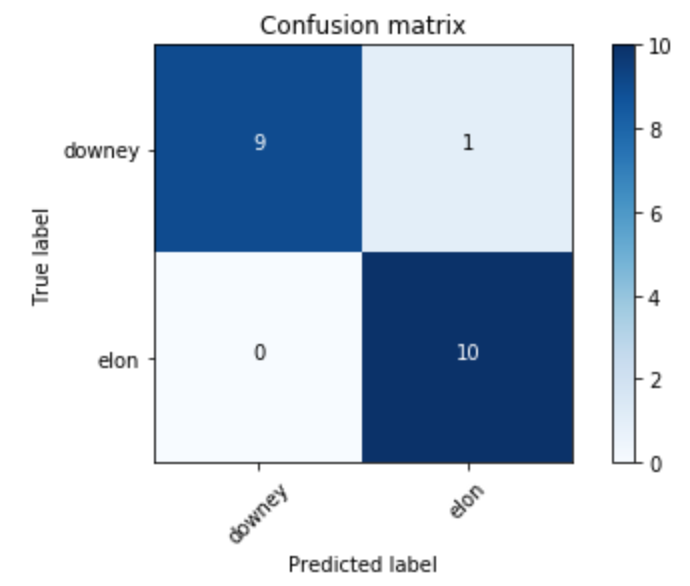 Confusion matrix
10
downey 9 1
8
6
True label
4
elon 0 10
2
0
downey elon
Predicted label